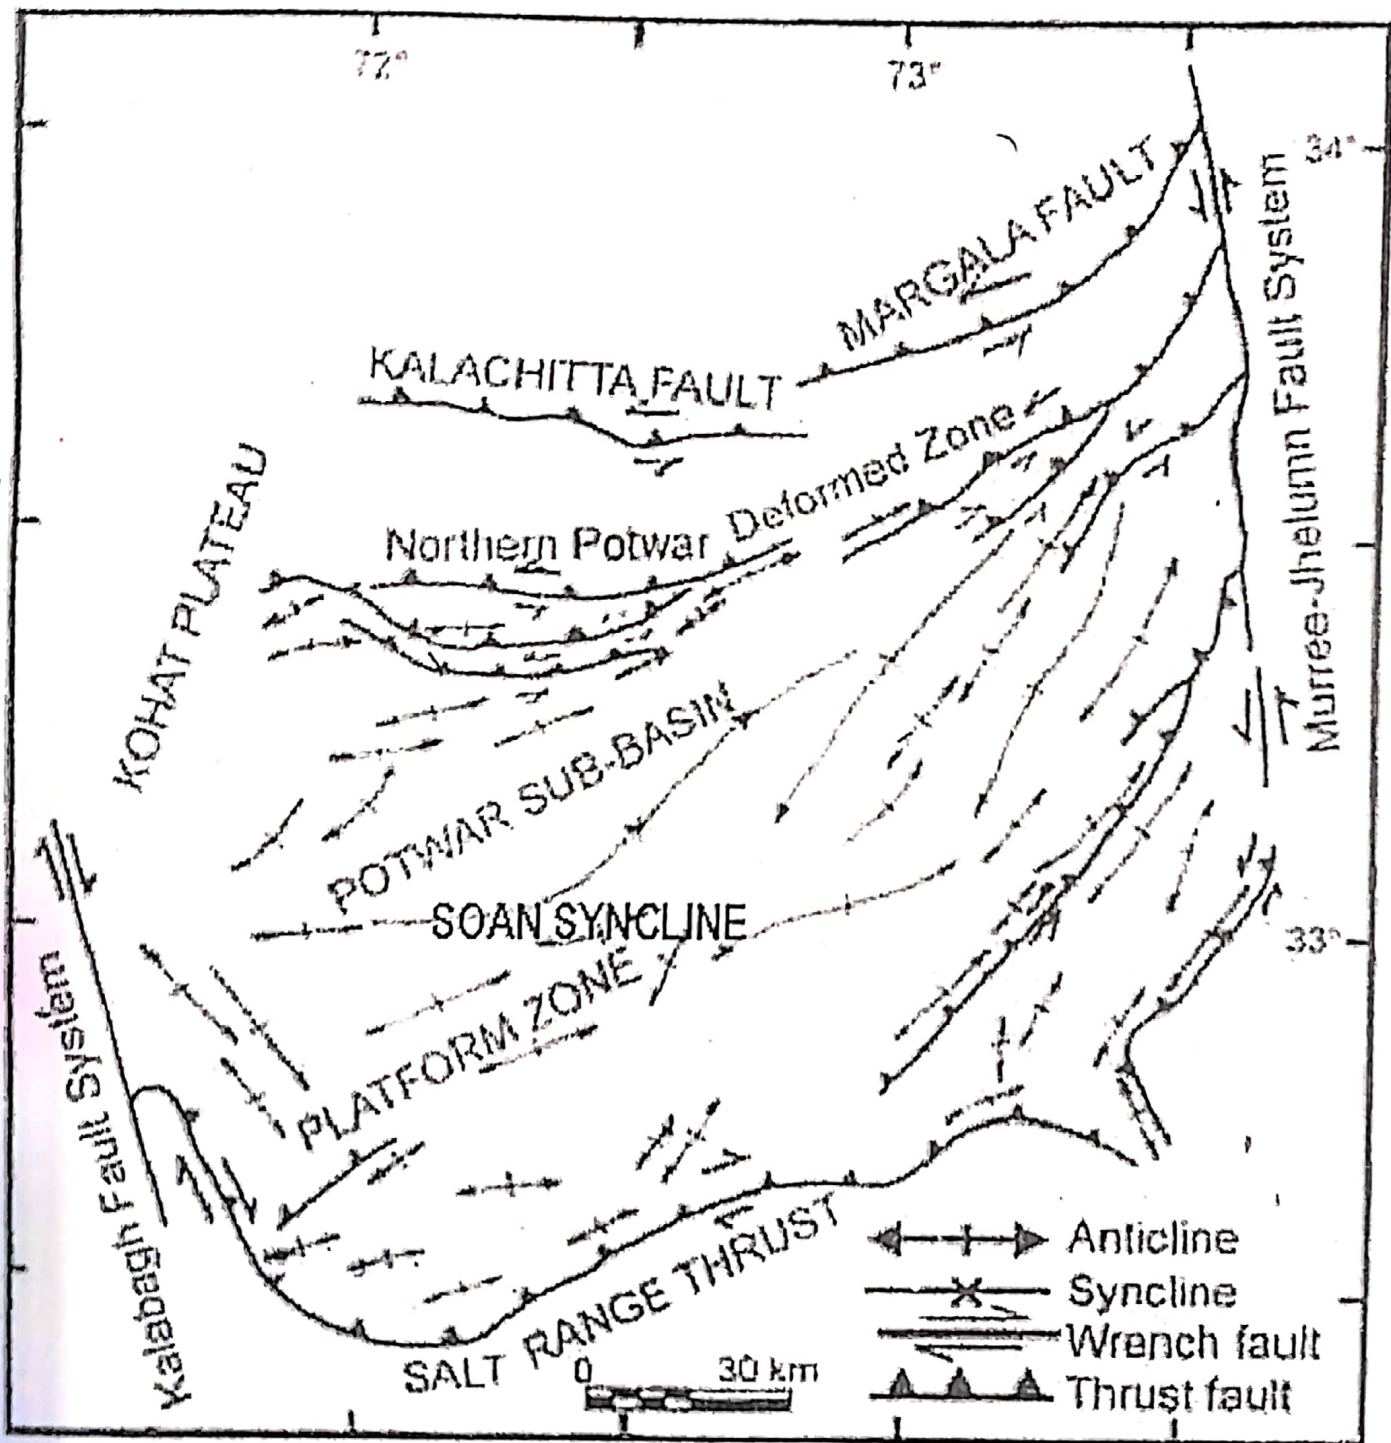 72°
73°
34°
MARGALA FAULT
KALACHITTA FAULT
Murree-Jhelumn Fault System
Northern Potwar Deformed Zone
KOHAT PLATEAU
POTWAR SUB-BASIN
SOAN SYNCLINE
33°
PLATFORM ZONE
Kalabagh Fault System
SALT RANGE THRUST
Anticline
Syncline
Wrench fault
Thrust fault
0 30 km